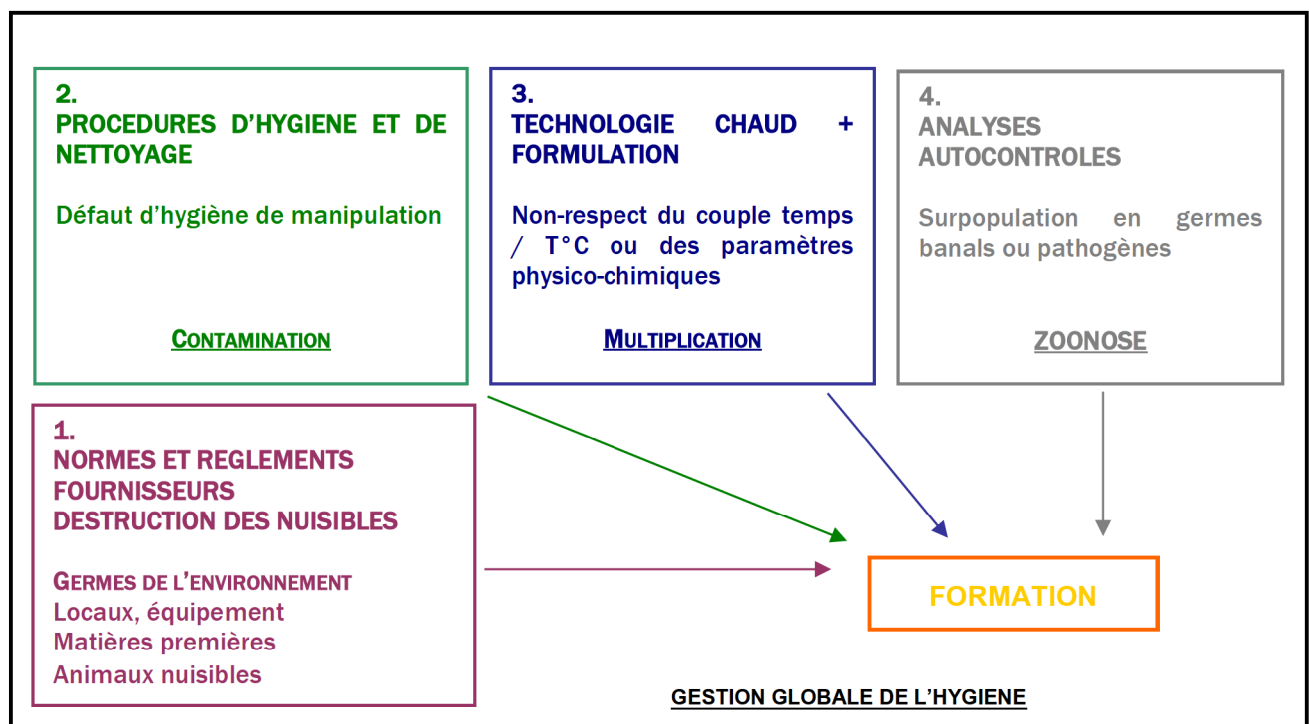 2.
PROCEDURES D'HYGIENE ET DE
NETTOYAGE
Défaut d'hygiène de manipulation
CONTAMINATION
3.
TECHNOLOGIE CHAUD +
FORMULATION
Non-respect du couple temps
/ T°C ou des paramètres
physico-chimiques
MULTIPLICATION
4.
ANALYSES
AUTOCONTROLES
Surpopulation en germes
banals ou pathogènes
ZOONOSE
1.
NORMES ET REGLEMENTS
FOURNISSEURS
DESTRUCTION DES NUISIBLES
GERMES DE L'ENVIRONNEMENT
Locaux, équipement
Matières premières
Animaux nuisibles
FORMATION
GESTION GLOBALE DE L'HYGIENE